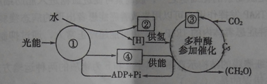 水
②
③
CO₂
光能
①
[H]
供氢
多种酶
参加催化
④
供能
ADP+Pi
(CH₂O)